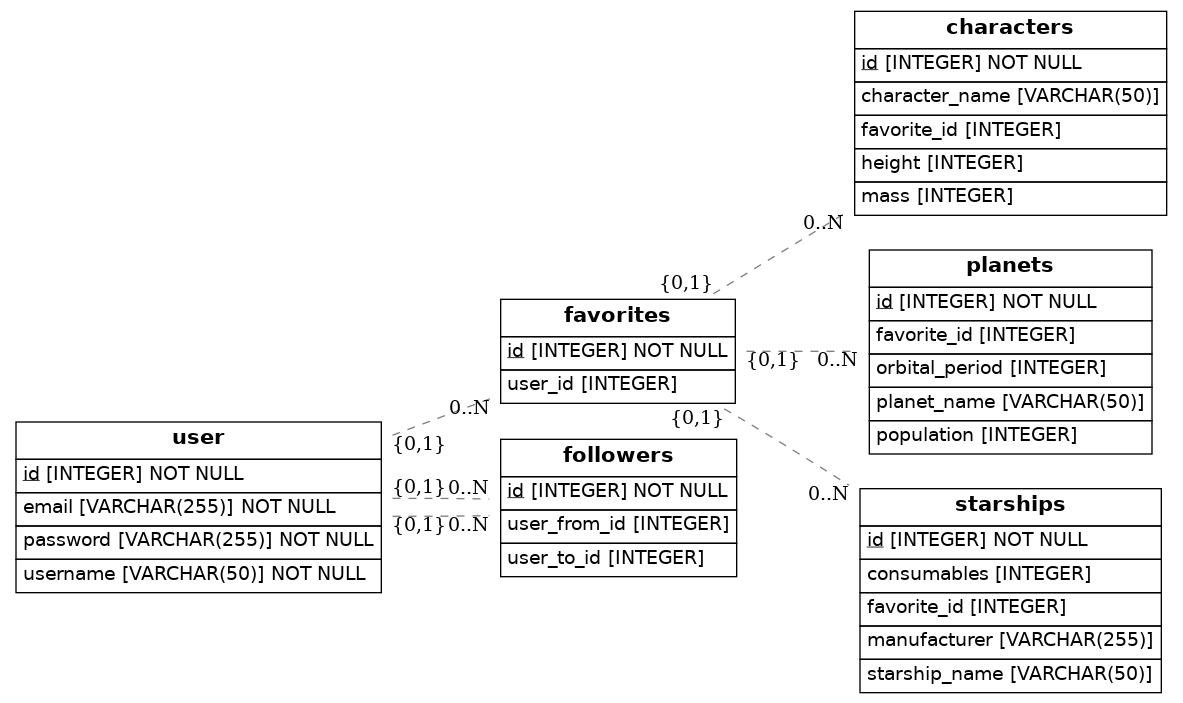 characters
id [INTEGER] NOT NULL
character_name [VARCHAR(50)]
favorite_id [INTEGER]
height [INTEGER]
mass [INTEGER]
0..N
{0,1}
planets
id [INTEGER] NOT NULL
favorite_id [INTEGER]
orbital_period [INTEGER]
planet_name [VARCHAR(50)]
population [INTEGER]
favorites
id [INTEGER] NOT NULL
user_id [INTEGER]
{0,1} 0..N
{0,1}
0..N
0..N
{0,1}
user
id [INTEGER] NOT NULL
email [VARCHAR(255)] NOT NULL
password [VARCHAR(255)] NOT NULL
username [VARCHAR(50)] NOT NULL
{0,1} 0..N
{0,1} 0..N
followers
id [INTEGER] NOT NULL
user_from_id [INTEGER]
user_to_id [INTEGER]
starships
id [INTEGER] NOT NULL
consumables [INTEGER]
favorite_id [INTEGER]
manufacturer [VARCHAR(255)]
starship_name [VARCHAR(50)]